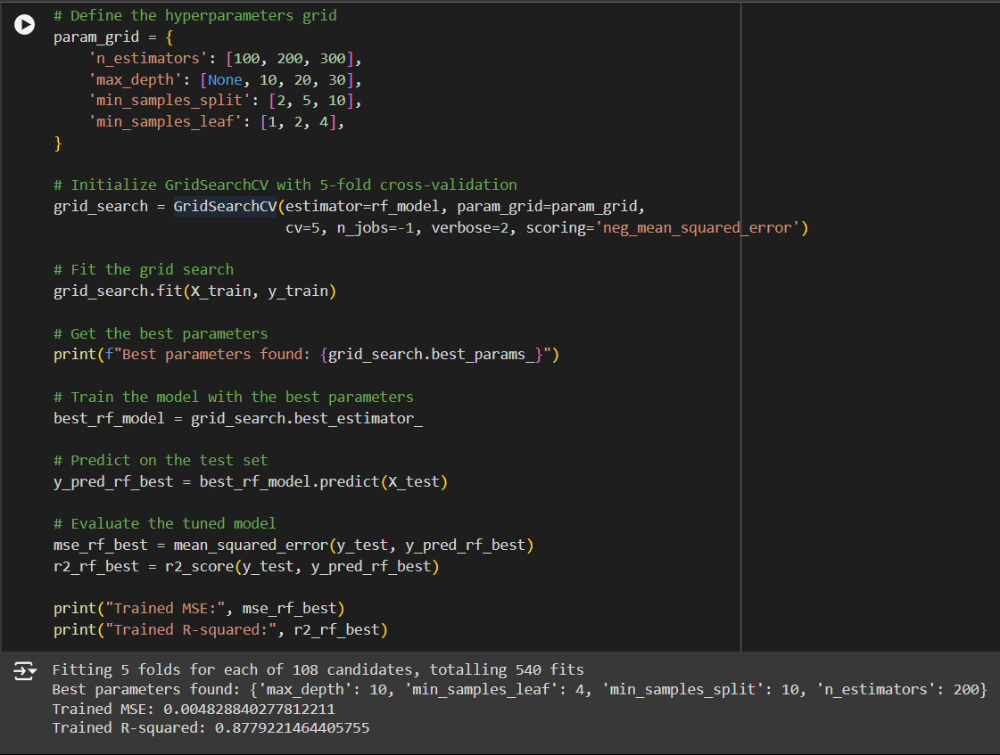 # Define the hyperparameters grid
param_grid = {
    'n_estimators': [100, 200, 300],
    'max_depth': [None, 10, 20, 30],
    'min_samples_split': [2, 5, 10],
    'min_samples_leaf': [1, 2, 4],
}

# Initialize GridSearchCV with 5-fold cross-validation
grid_search = GridSearchCV(estimator=rf_model, param_grid=param_grid,
                           cv=5, n_jobs=-1, verbose=2, scoring='neg_mean_squared_error')

# Fit the grid search
grid_search.fit(X_train, y_train)

# Get the best parameters
print(f"Best parameters found: {grid_search.best_params_}")

# Train the model with the best parameters
best_rf_model = grid_search.best_estimator_

# Predict on the test set
y_pred_rf_best = best_rf_model.predict(X_test)

# Evaluate the tuned model
mse_rf_best = mean_squared_error(y_test, y_pred_rf_best)
r2_rf_best = r2_score(y_test, y_pred_rf_best)

print("Trained MSE:", mse_rf_best)
print("Trained R-squared:", r2_rf_best)
Fitting 5 folds for each of 108 candidates, totalling 540 fits
Best parameters found: {'max_depth': 10, 'min_samples_leaf': 4, 'min_samples_split': 10, 'n_estimators': 200}
Trained MSE: 0.004828840277812211
Trained R-squared: 0.8779221464405755